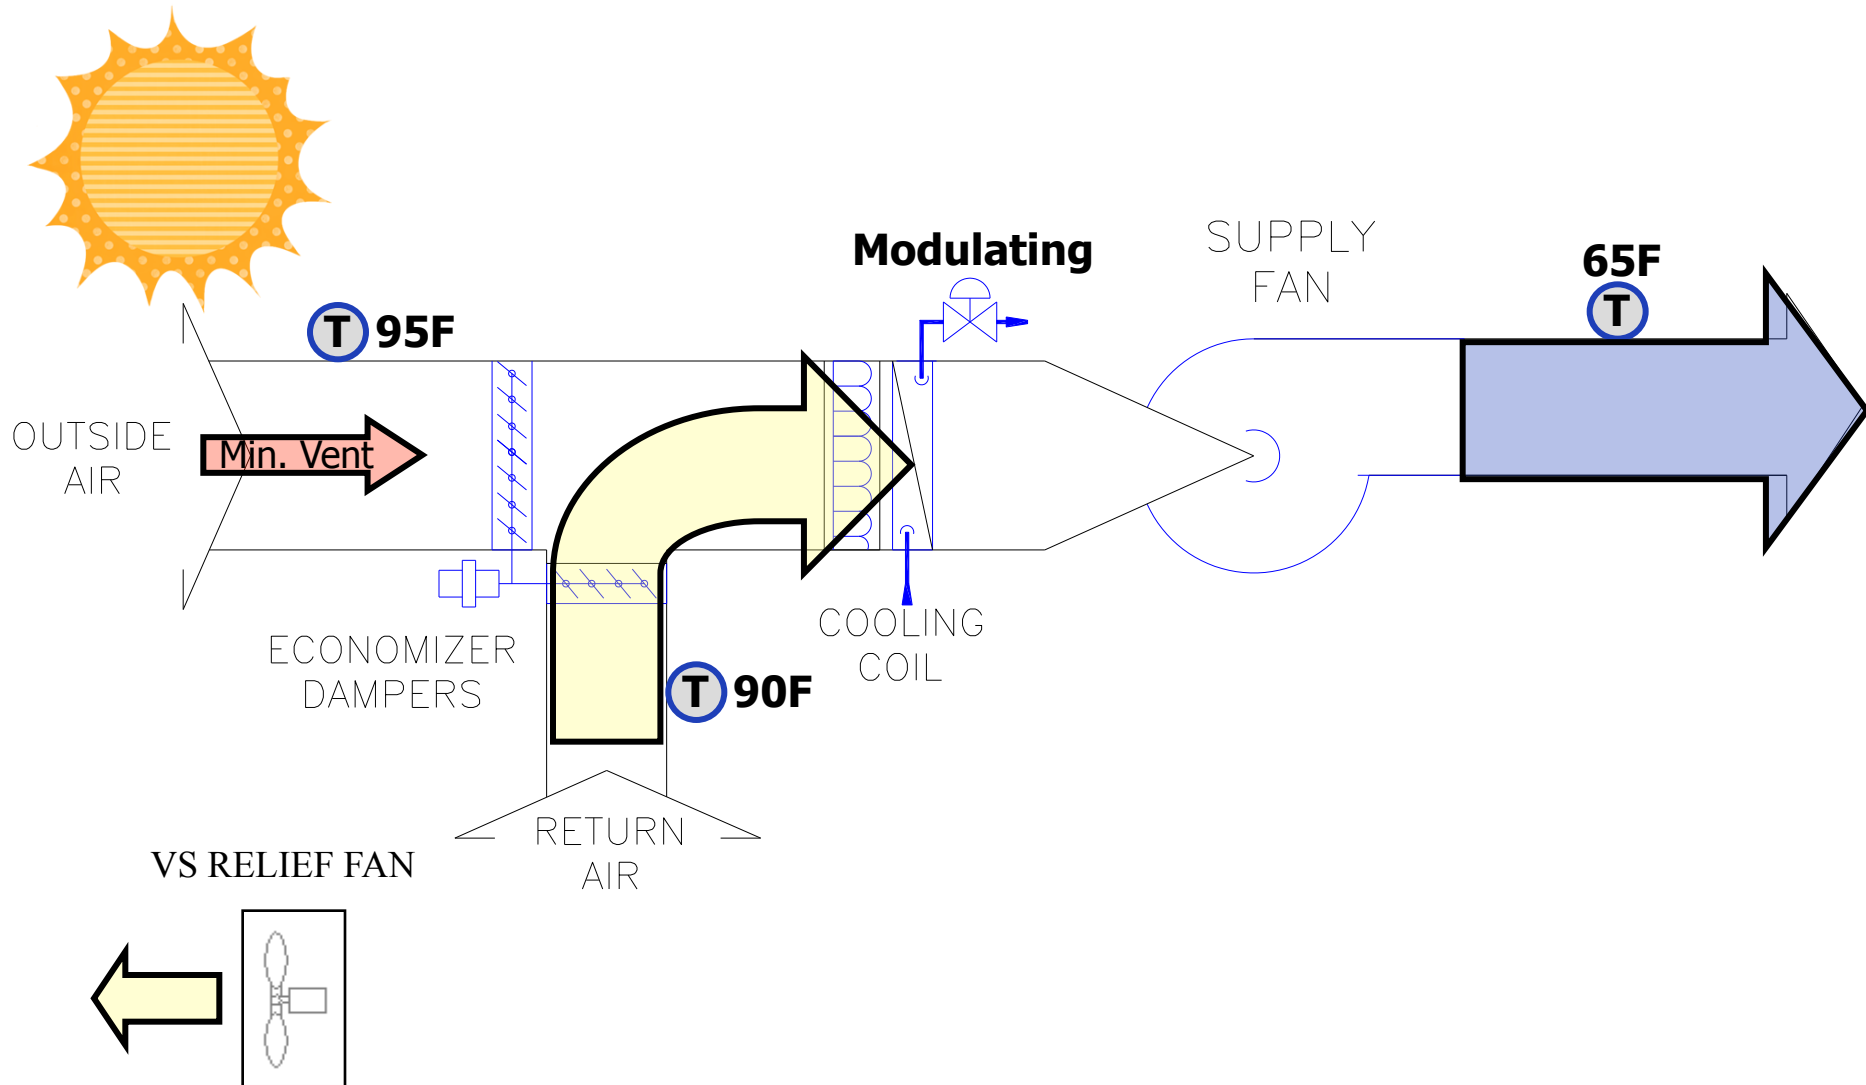 Modulating
SUPPLY
FAN
65F
T
T 95F
OUTSIDE
AIR
Min. Vent
ECONOMIZER
DAMPERS
COOLING
COIL
T 90F
RETURN
AIR
VS RELIEF FAN